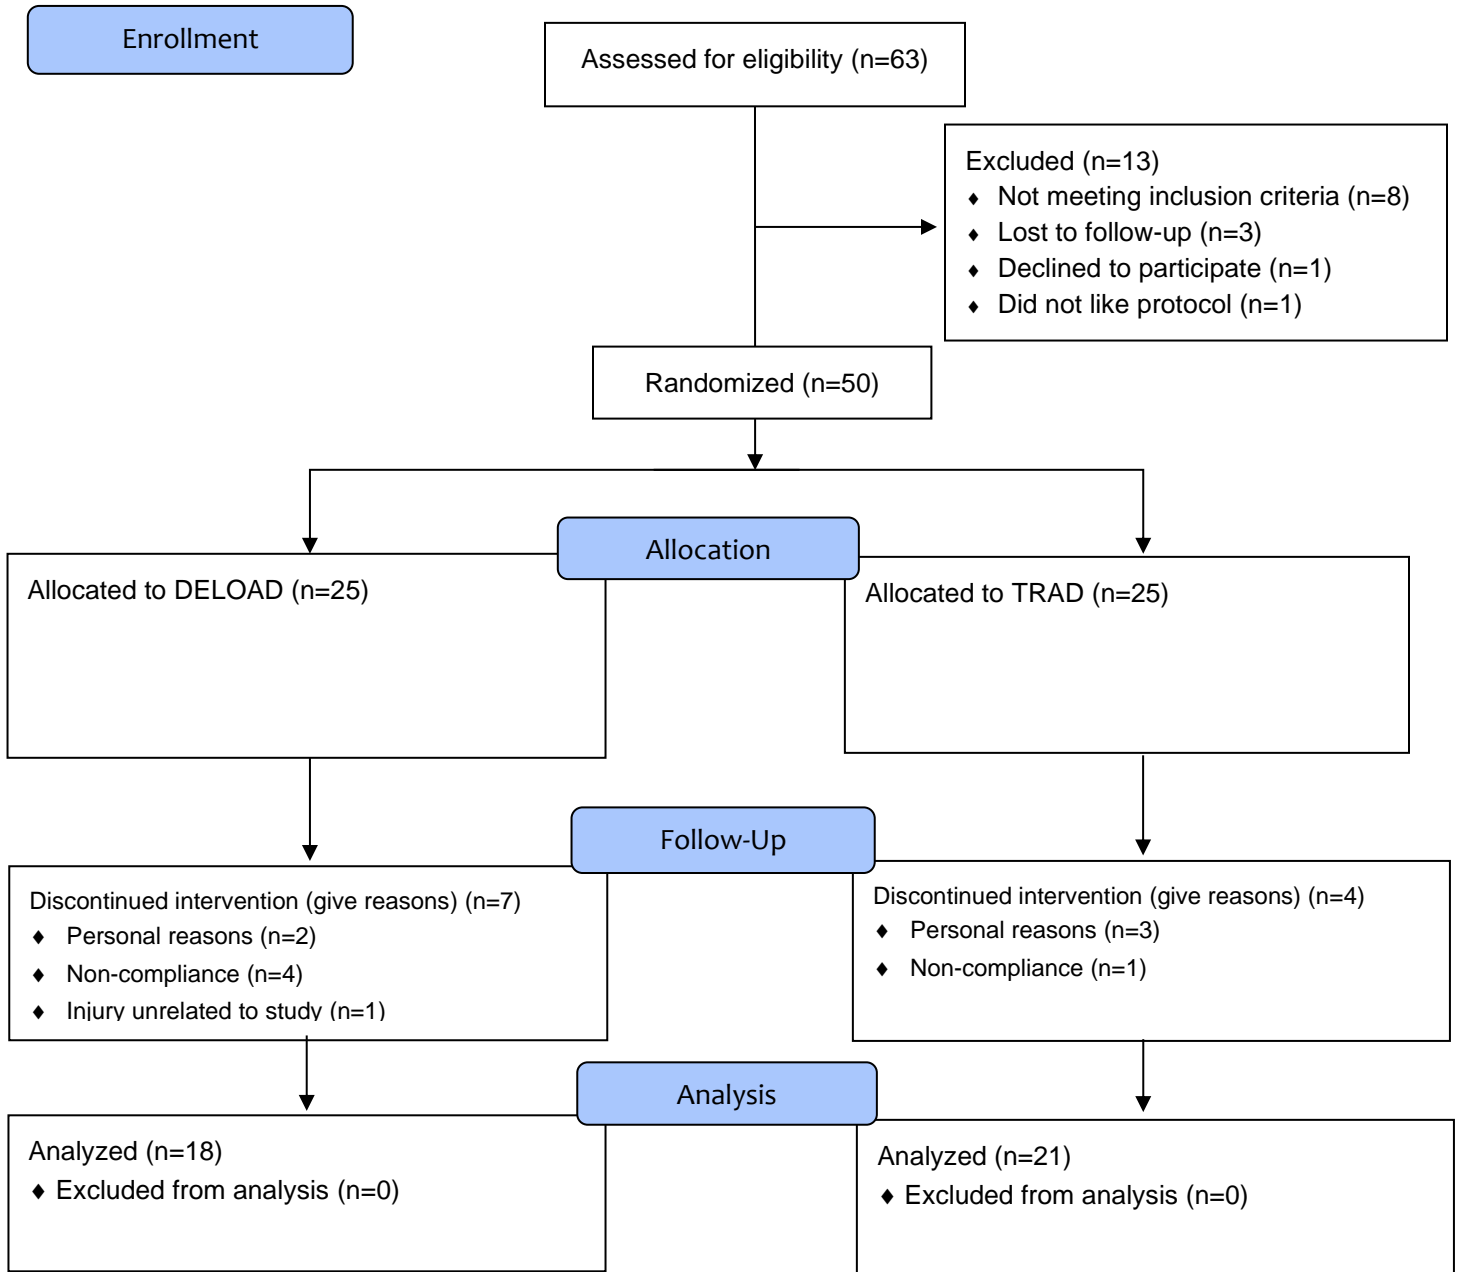 Enrollment
Assessed for eligibility (n=63)
Excluded (n=13)
♦ Not meeting inclusion criteria (n=8)
♦ Lost to follow-up (n=3)
♦ Declined to participate (n=1)
♦ Did not like protocol (n=1)
Randomized (n=50)
Allocation
Allocated to DELOAD (n=25)
Allocated to TRAD (n=25)
Follow-Up
Discontinued intervention (give reasons) (n=7)
♦ Personal reasons (n=2)
♦ Non-compliance (n=4)
♦ Injury unrelated to study (n=1)
Discontinued intervention (give reasons) (n=4)
♦ Personal reasons (n=3)
♦ Non-compliance (n=1)
Analysis
Analyzed (n=18)
♦ Excluded from analysis (n=0)
Analyzed (n=21)
♦ Excluded from analysis (n=0)